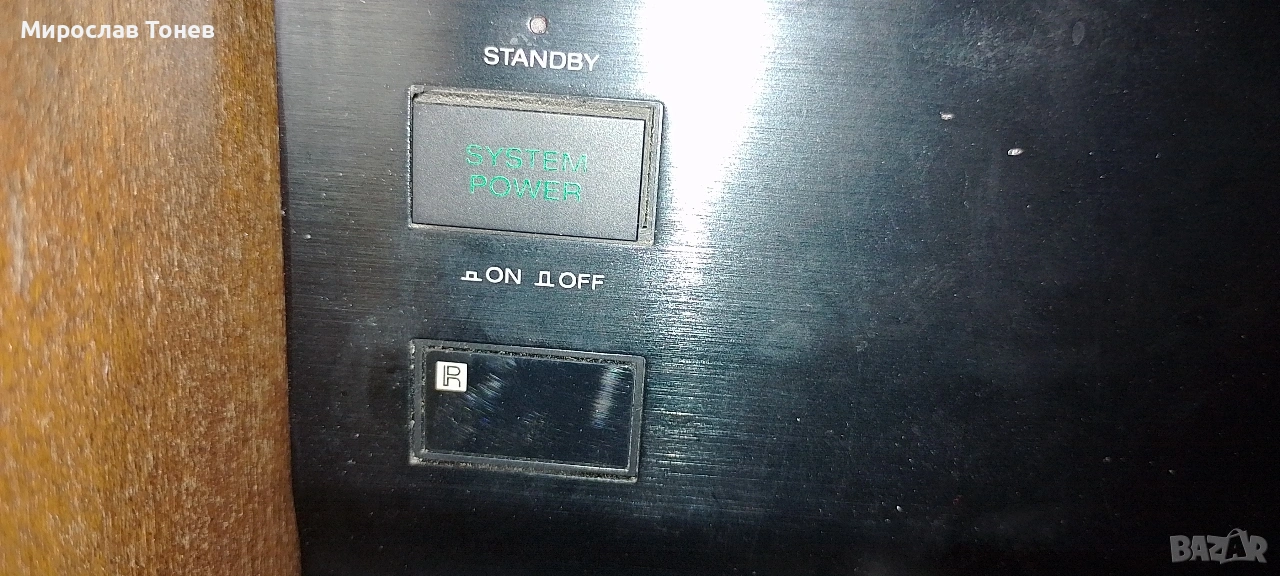 Мирослав Тонев
STANDBY
SYSTEM
POWER
ON OFF
R
BAZAR